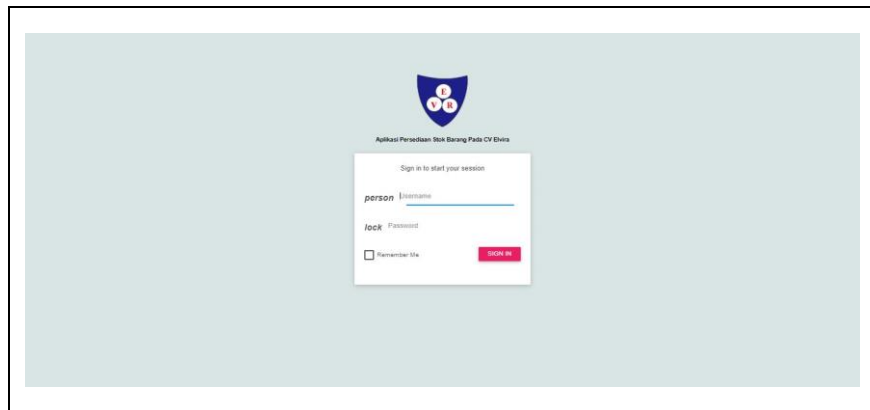 E
V R
Aplikasi Persediaan Stok Barang Pada CV Elvira
Sign in to start your session
person Username
lock Password
Remember Me SIGN IN